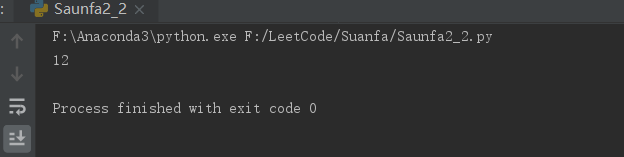 : Saunfa2_2 ×
F:\Anaconda3\python.exe F:/LeetCode/Suanfa/Saunfa2_2.py
12
Process finished with exit code 0